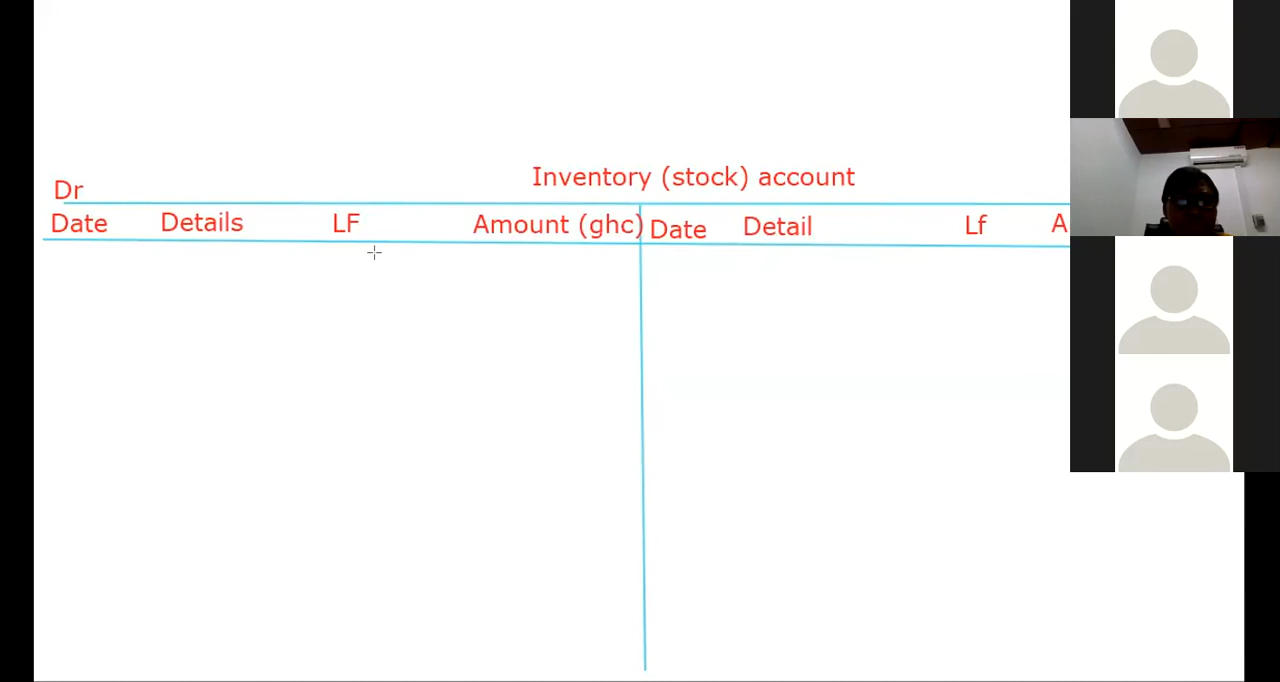 Inventory (stock) account
Dr
Date Details LF Amount (ghc) Date Detail Lf A